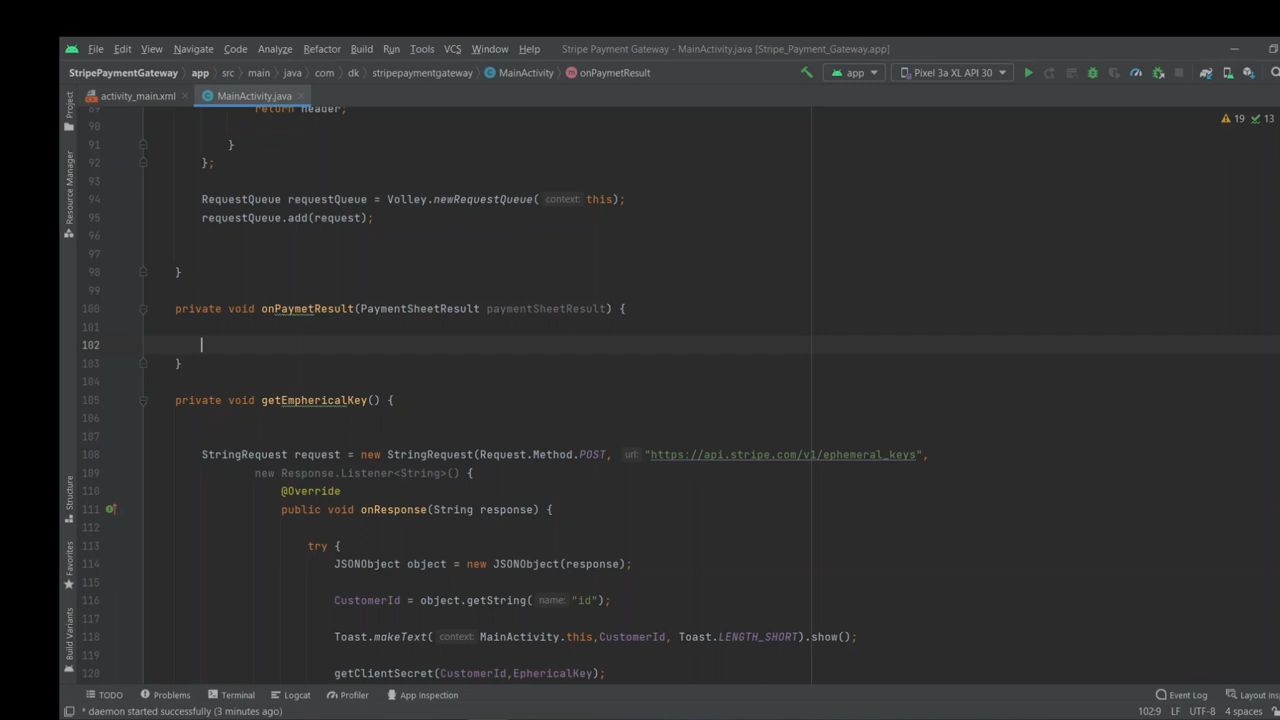 File Edit View Navigate Code Analyze Refactor Build Run Tools VCS Window Help Stripe Payment Gateway - MainActivity.java [Stripe_Payment_Gateway.app]
StripePaymentGateway app src main java com dk stripepaymentgateway MainActivity onPaymetResult app Pixel 3a XL API 30
activity_main.xml MainActivity.java
Project
Resource Manager
Structure
Favorites
Build Variants
19 13
89 return header;
90
91 }
92 };
93
94 RequestQueue requestQueue = Volley.newRequestQueue( context: this);
95 requestQueue.add(request);
96
97
98 }
99
100 private void onPaymetResult(PaymentSheetResult paymentSheetResult) {
101
102
103 }
104
105 private void getEmphericalKey() {
106
107
108 StringRequest request = new StringRequest(Request.Method.POST, url: "https://api.stripe.com/v1/ephemeral_keys",
109 new Response.Listener<String>() {
110 @Override
111 public void onResponse(String response) {
112
113 try {
114 JSONObject object = new JSONObject(response);
115
116 CustomerId = object.getString( name: "id");
117
118 Toast.makeText( context: MainActivity.this,CustomerId, Toast.LENGTH_SHORT).show();
119
120 getClientSecret(CustomerId,EphericalKey);
TODO Problems Terminal Logcat Profiler App Inspection Event Log Layout Ins
* daemon started successfully (3 minutes ago) 102:9 LF UTF-8 4 spaces